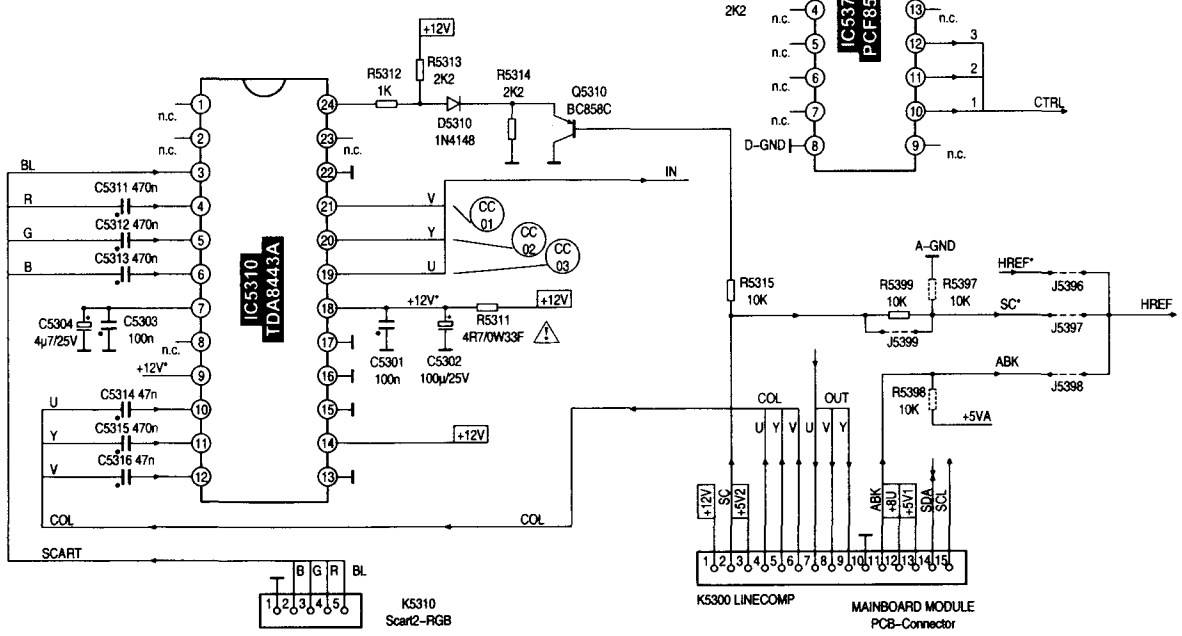 2K2
n.c.
4
13
n.c.
+12V
IC537
PCF85
n.c.
5
12
3
n.c.
6
11
2
n.c.
7
10
1
CTRL
D-GND
8
9
n.c.
R5312
1K
R5313
2K2
R5314
2K2
Q5310
BC858C
D5310
1N4148
1
24
n.c.
2
23
n.c.
n.c.
BL
3
22
IN
R
C5311 470n
4
21
V
CC
01
G
C5312 470n
5
20
Y
CC
02
B
C5313 470n
6
19
U
CC
03
IC5310
TDA8443A
7
18
+12V*
R5311
4R7/0W33F
+12V
C5304
4µ7/25V
C5303
100n
n.c.
8
17
C5301
100n
C5302
100µ/25V
+12V*
9
16
U
C5314 47n
10
15
Y
C5315 470n
11
14
+12V
V
C5316 47n
12
13
A-GND
R5315
10K
R5399
10K
R5397
10K
J5399
HREF*
J5396
SC*
J5397
HREF
ABK
J5398
R5398
10K
+5VA
COL
OUT
U
Y
V
U
V
Y
+12V
SC
+5V2
ABK
+8U
+5V1
SDA
SCL
COL
COL
SCART
1
2
3
4
5
6
7
8
9
10
11
12
13
14
15
K5300 LINECOMP
MAINBOARD MODULE
PCB-Connector
B
G
R
BL
1
2
3
4
5
K5310
Scart2-RGB